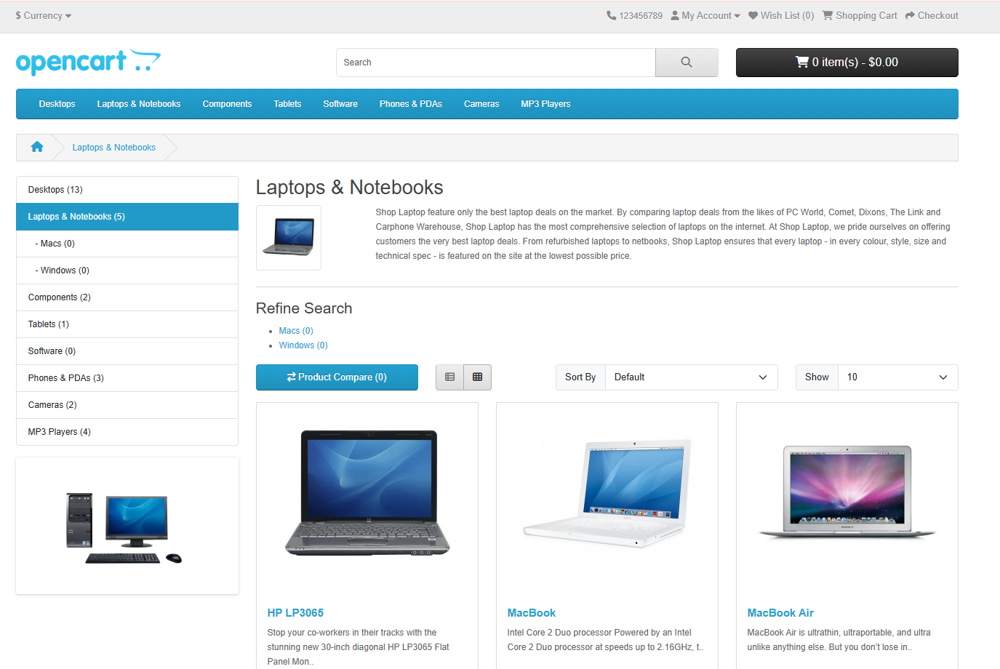 $ Currency
123456789 My Account Wish List (0) Shopping Cart Checkout
opencart
Search
0 item(s) - $0.00
Desktops Laptops & Notebooks Components Tablets Software Phones & PDAs Cameras MP3 Players
Laptops & Notebooks
Desktops (13)
Laptops & Notebooks (5)
- Macs (0)
- Windows (0)
Components (2)
Tablets (1)
Software (0)
Phones & PDAs (3)
Cameras (2)
MP3 Players (4)
Laptops & Notebooks
Shop Laptop feature only the best laptop deals on the market. By comparing laptop deals from the likes of PC World, Comet, Dixons, The Link and
Carphone Warehouse, Shop Laptop has the most comprehensive selection of laptops on the internet. At Shop Laptop, we pride ourselves on offering
customers the very best laptop deals. From refurbished laptops to netbooks, Shop Laptop ensures that every laptop - in every colour, style, size and
technical spec - is featured on the site at the lowest possible price.
Refine Search
Macs (0)
Windows (0)
Product Compare (0)
Sort By Default
Show 10
HP LP3065
Stop your co-workers in their tracks with the
stunning new 30-inch diagonal HP LP3065 Flat
Panel Mon..
MacBook
Intel Core 2 Duo processor Powered by an Intel
Core 2 Duo processor at speeds up to 2.16GHz, t..
MacBook Air
MacBook Air is ultrathin, ultraportable, and ultra
unlike anything else. But you don't lose in..